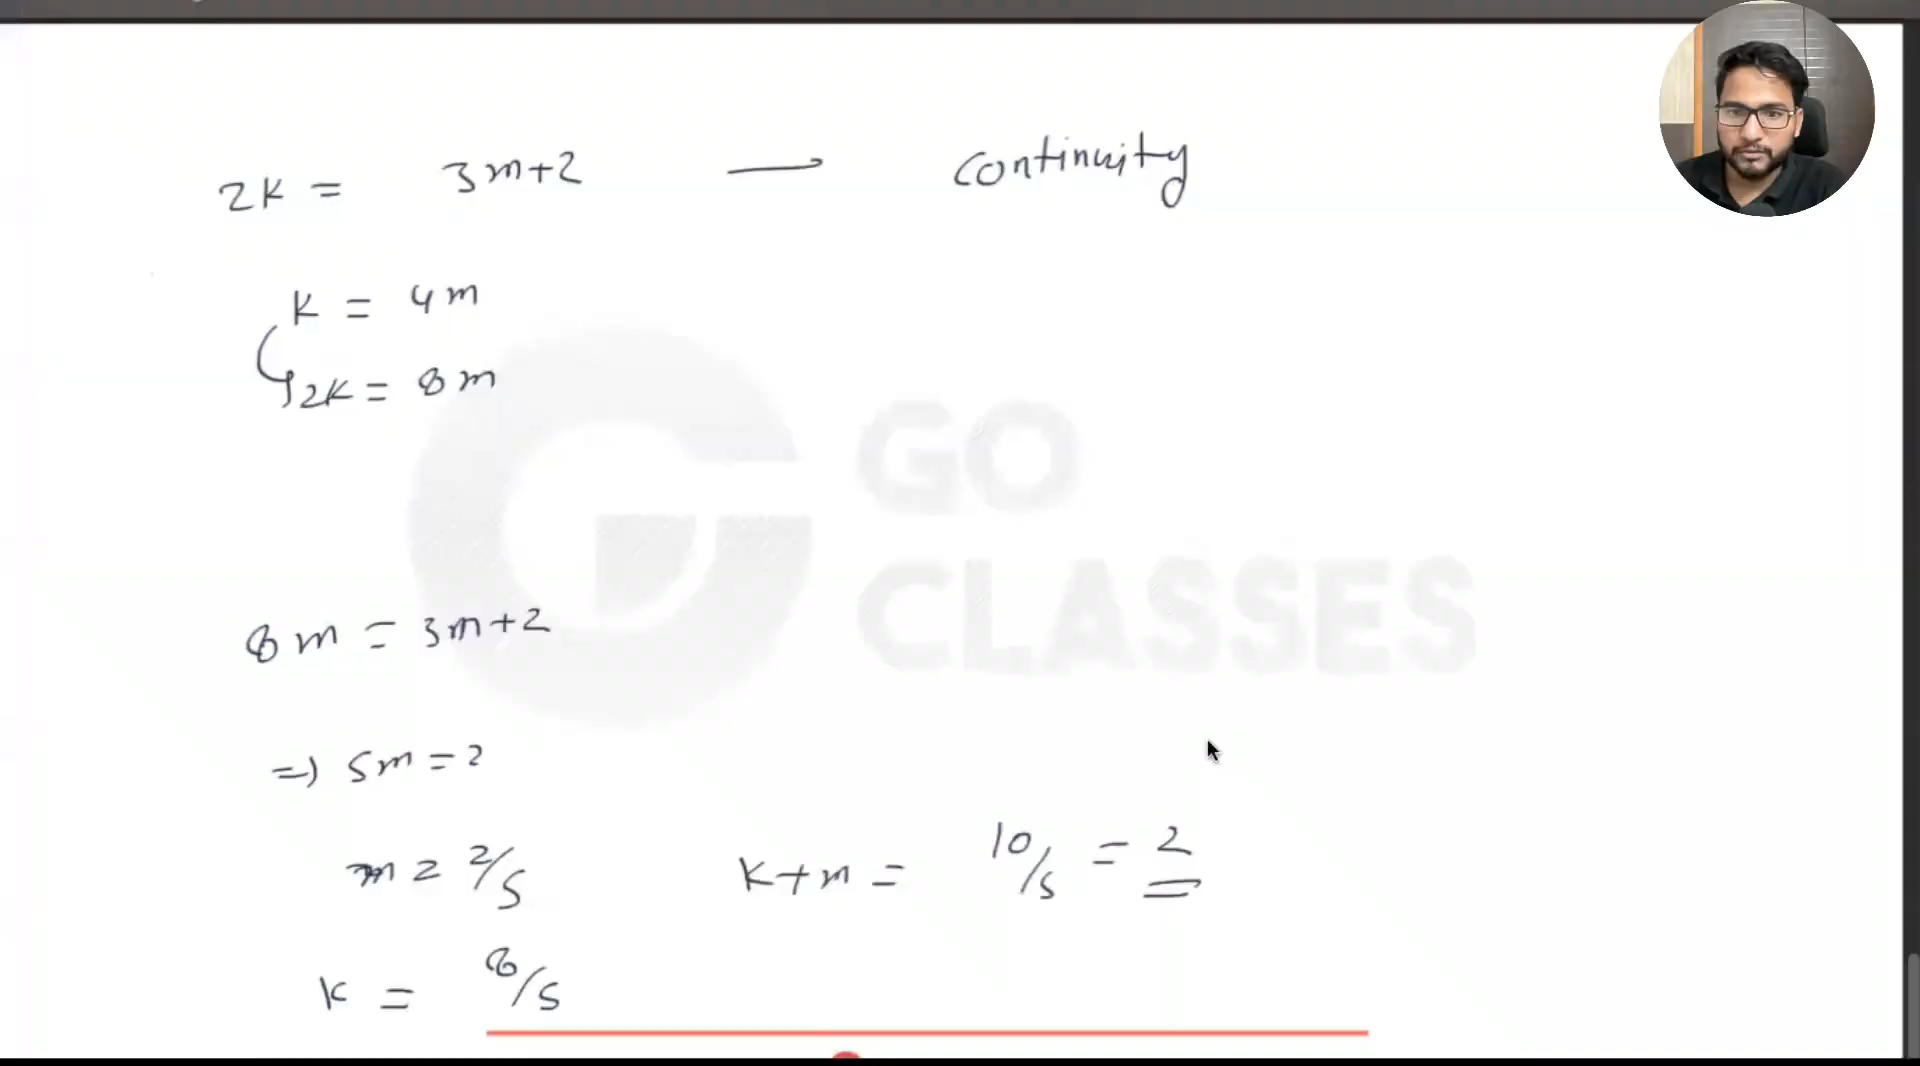 2k = 3m+2 — continuity
k = 4m
2k = 8m
GO
CLASSES
8m = 3m+2
=) 5m = 2
m = 2/5 k+m = 10/5 = 2
k = 8/5